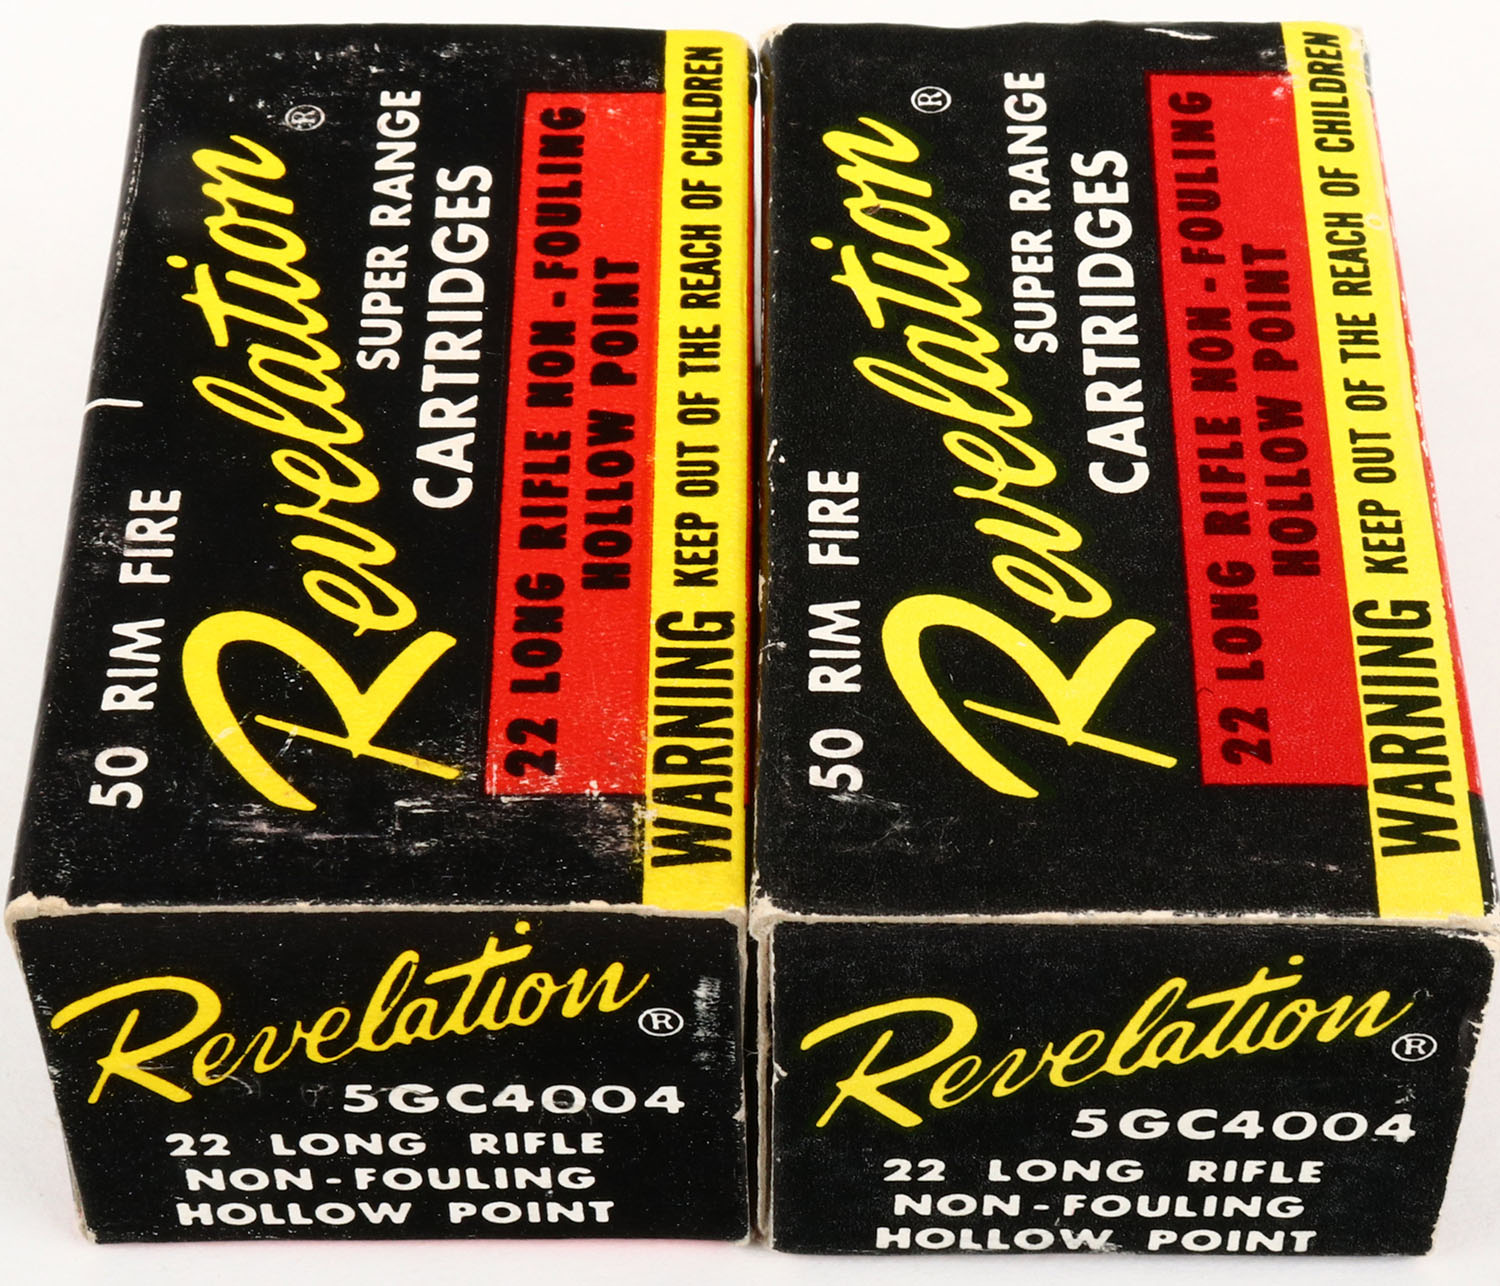 50 RIM FIRE
Revelation ®
SUPER RANGE
CARTRIDGES
22 LONG RIFLE NON-FOULING
HOLLOW POINT
WARNING KEEP OUT OF THE REACH OF CHILDREN
Revelation ®
5GC4004
22 LONG RIFLE
NON-FOULING
HOLLOW POINT
50 RIM FIRE
Revelation ®
SUPER RANGE
CARTRIDGES
22 LONG RIFLE NON-FOULING
HOLLOW POINT
WARNING KEEP OUT OF THE REACH OF CHILDREN
Revelation ®
5GC4004
22 LONG RIFLE
NON-FOULING
HOLLOW POINT